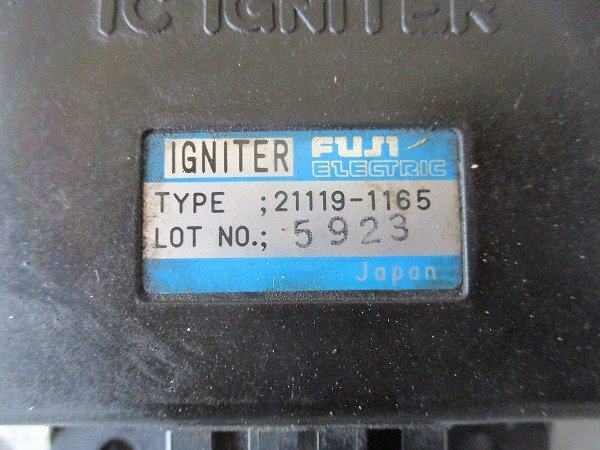 IC IGNITER
IGNITER FUJI ELECTRIC
TYPE ;21119-1165
LOT NO.; 5923
Japan